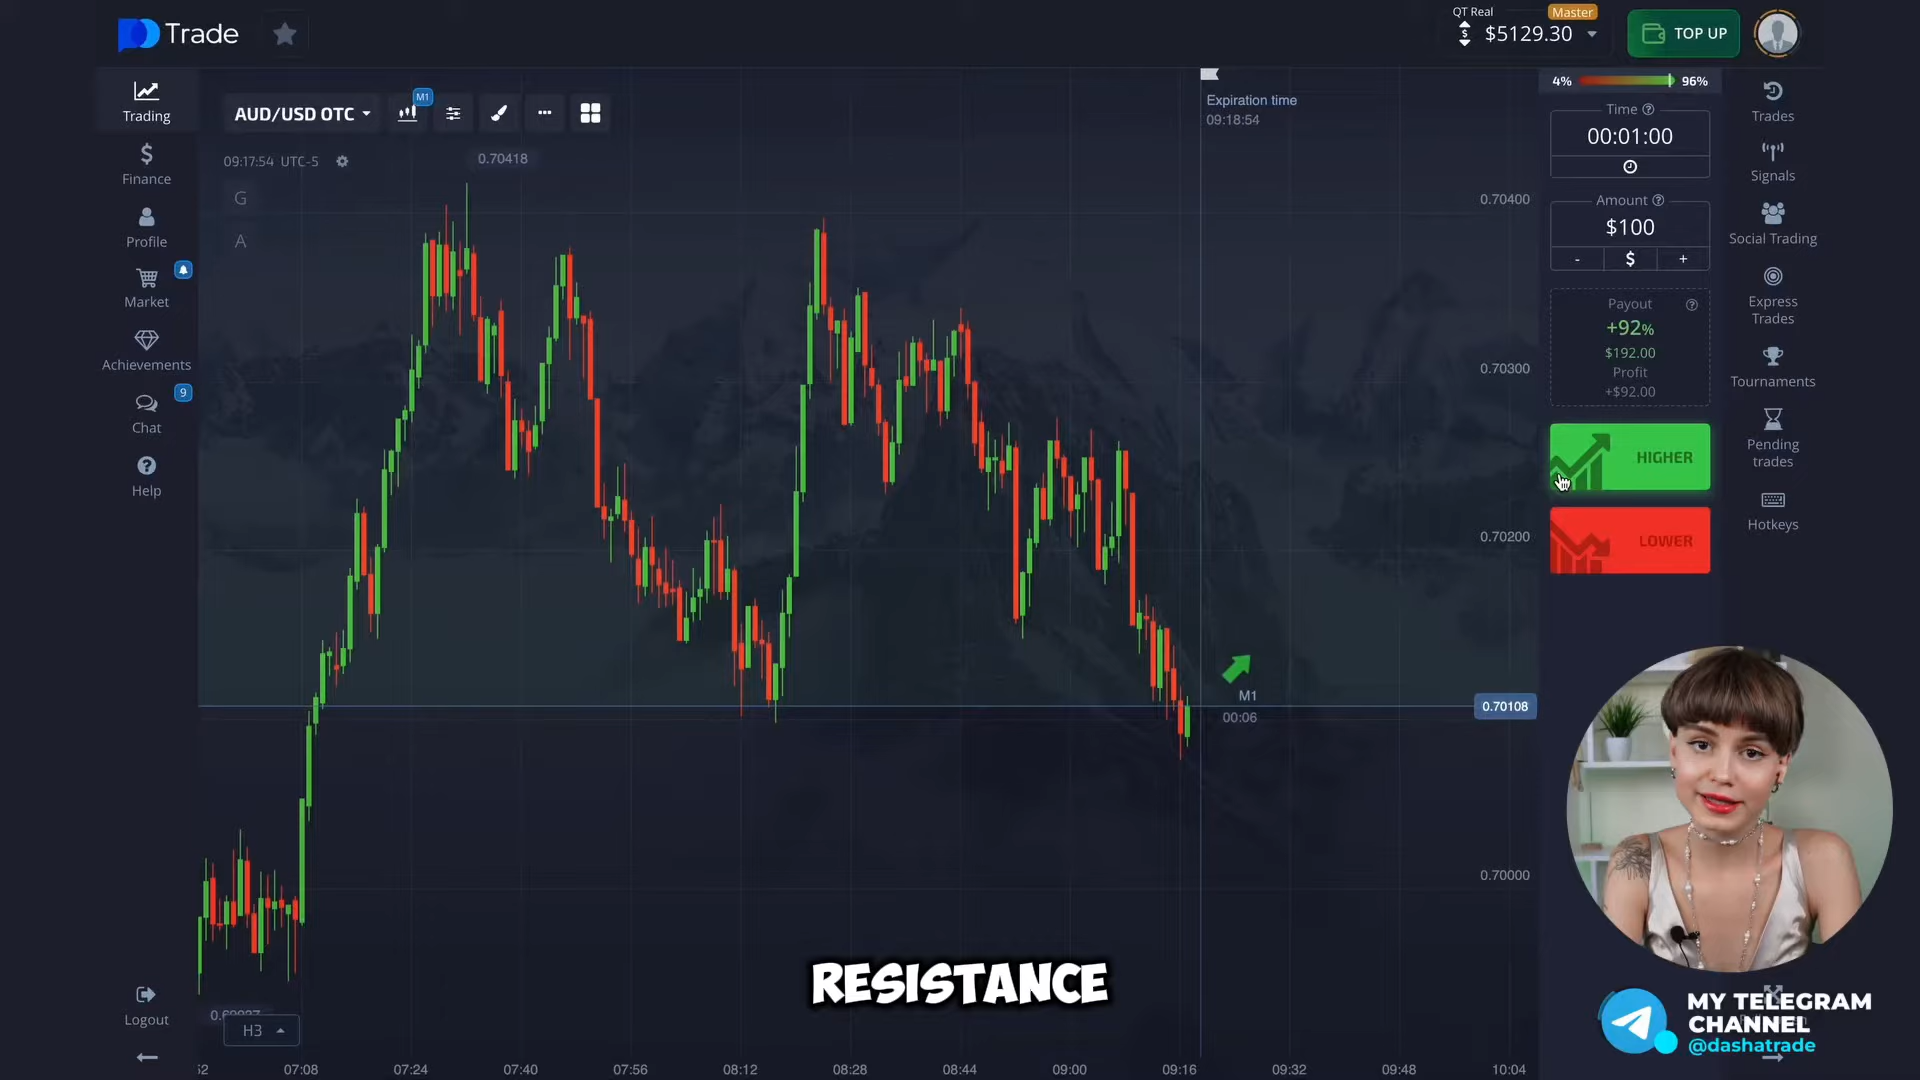 Trade
QT Real
Master
$5129.30
TOP UP
Trading
Finance
Profile
Market
Achievements
9
Chat
Help
Logout
AUD/USD OTC
M1
09:17:54 UTC-5
0.70418
G
A
Expiration time
09:18:54
0.70400
0.70300
0.70200
0.70108
0.70000
M1
00:06
4%
96%
Time
00:01:00
Amount
$100
- $ +
Payout
+92%
$192.00
Profit
+$92.00
HIGHER
LOWER
Trades
Signals
Social Trading
Express
Trades
Tournaments
Pending
trades
Hotkeys
RESISTANCE
H3
07:08 07:24 07:40 07:56 08:12 08:28 08:44 09:00 09:16 09:32 09:48 10:04
MY TELEGRAM
CHANNEL
@dashatrade